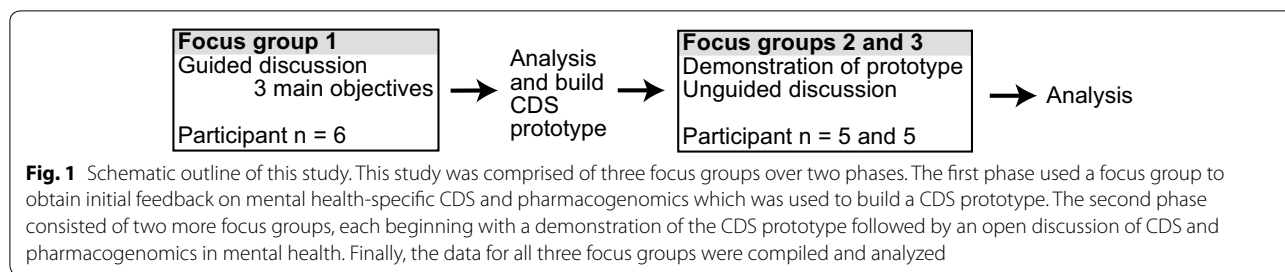 Focus group 1
Guided discussion
3 main objectives
Participant n = 6
Analysis
and build
CDS
prototype
Focus groups 2 and 3
Demonstration of prototype
Unguided discussion
Participant n = 5 and 5
Analysis
Fig. 1 Schematic outline of this study. This study was comprised of three focus groups over two phases. The first phase used a focus group to
obtain initial feedback on mental health-specific CDS and pharmacogenomics which was used to build a CDS prototype. The second phase
consisted of two more focus groups, each beginning with a demonstration of the CDS prototype followed by an open discussion of CDS and
pharmacogenomics in mental health. Finally, the data for all three focus groups were compiled and analyzed